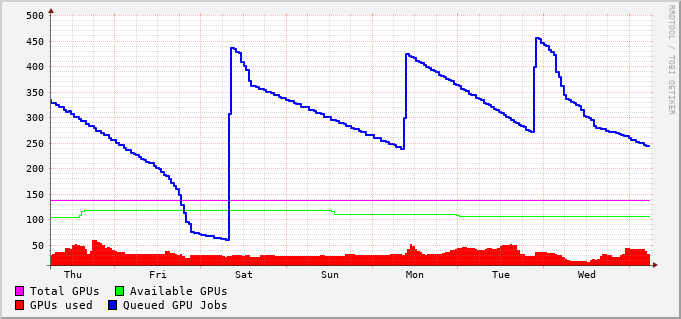 500
450
400
350
300
250
200
150
100
50
Thu Fri Sat Sun Mon Tue Wed
Total GPUs Available GPUs
GPUs used Queued GPU Jobs
RRDTOOL / TOBI OETIKER